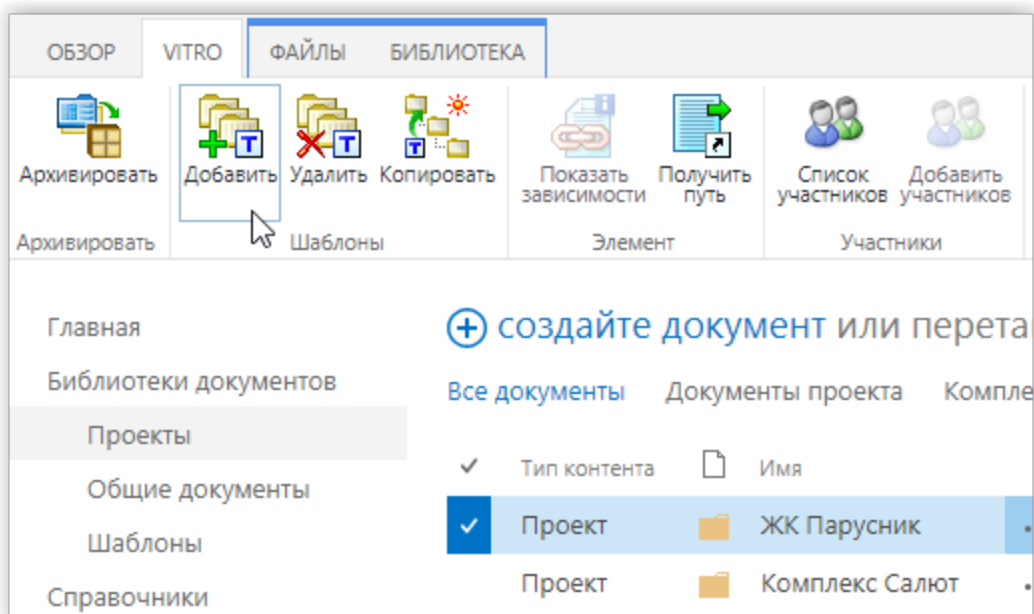 ОБЗОР VITRO ФАЙЛЫ БИБЛИОТЕКА
Архивировать Добавить Удалить Копировать Показать зависимости Получить путь Список участников Добавить участников
Архивировать Шаблоны Элемент Участники
Главная
создайте документ или перета
Библиотеки документов
Все документы Документы проекта Компле
Проекты
Тип контента Имя
Общие документы
Проект ЖК Парусник
Шаблоны
Проект Комплекс Салют
Справочники